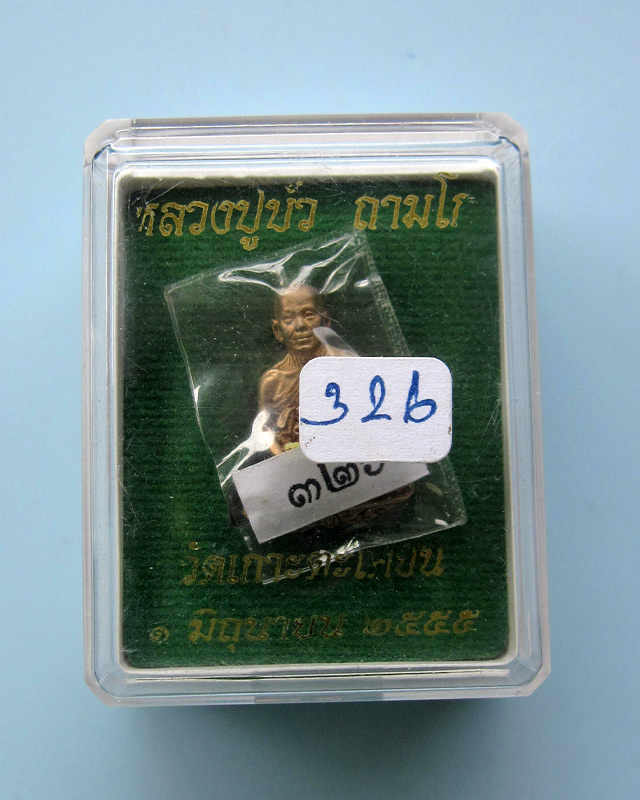 หลวงปู่บัว ถามโก
326
๓๒๖
วัดเกาะตะเคียน
๑ มิถุนายน ๒๕๕๕